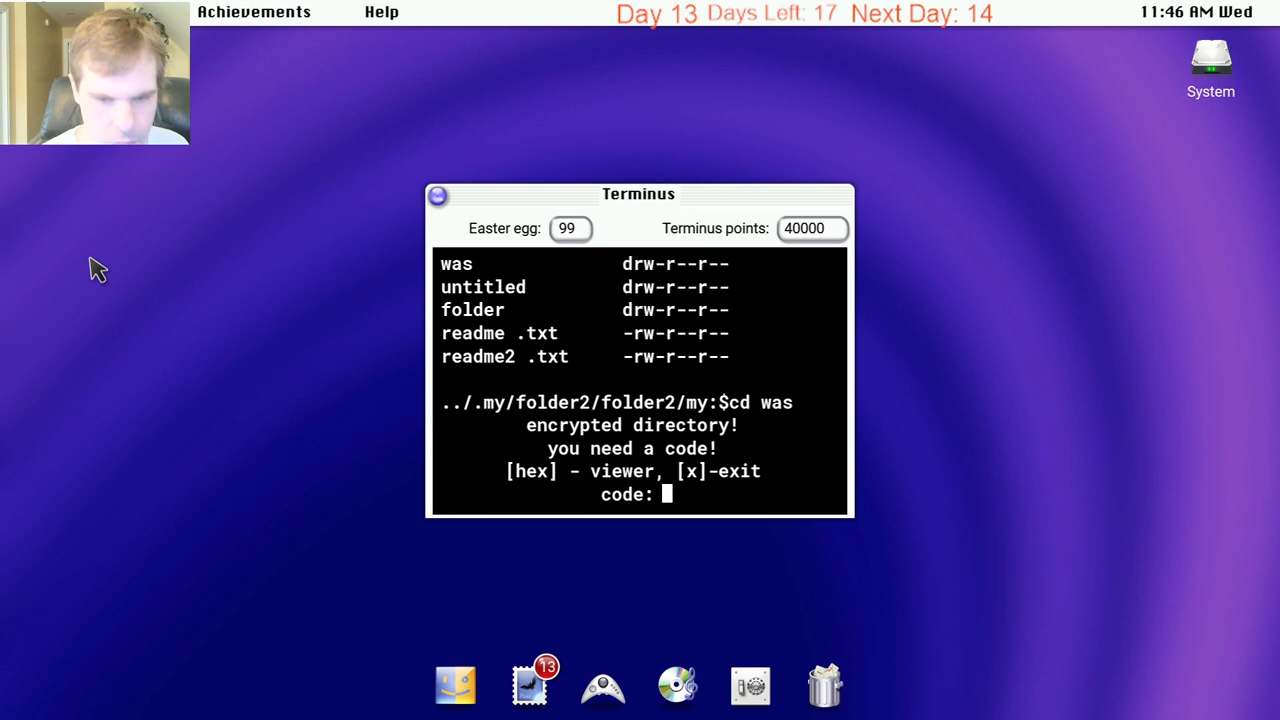 Achievements Help Day 13 Days Left: 17 Next Day: 14 11:46 AM Wed
System
Terminus
Easter egg: 99 Terminus points: 40000
was drw-r--r--
untitled drw-r--r--
folder drw-r--r--
readme .txt -rw-r--r--
readme2 .txt -rw-r--r--
../.my/folder2/folder2/my:$cd was
encrypted directory!
you need a code!
[hex] - viewer, [x]-exit
code:
13